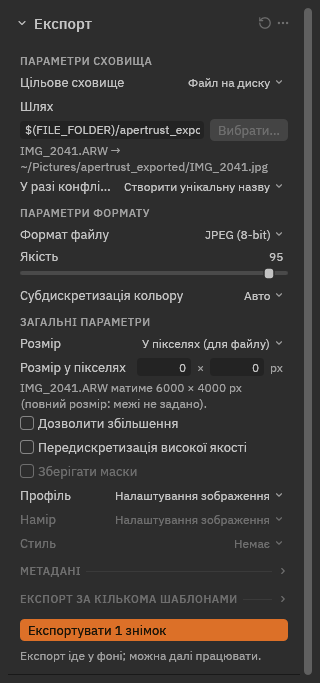 Експорт
ПАРАМЕТРИ СХОВИЩА
Цільове сховище Файл на диску
Шлях
$(FILE_FOLDER)/apertrust_expo Вибрати...
IMG_2041.ARW →
~/Pictures/apertrust_exported/IMG_2041.jpg
У разі конфлі... Створити унікальну назву
ПАРАМЕТРИ ФОРМАТУ
Формат файлу JPEG (8-bit)
Якість 95
Субдискретизація кольору Авто
ЗАГАЛЬНІ ПАРАМЕТРИ
Розмір У пікселях (для файлу)
Розмір у пікселях 0 × 0 px
IMG_2041.ARW матиме 6000 × 4000 px
(повний розмір: межі не задано).
Дозволити збільшення
Передискретизація високої якості
Зберігати маски
Профіль Налаштування зображення
Намір Налаштування зображення
Стиль Немає
МЕТАДАНІ
ЕКСПОРТ ЗА КІЛЬКОМА ШАБЛОНАМИ
Експортувати 1 знімок
Експорт іде у фоні; можна далі працювати.